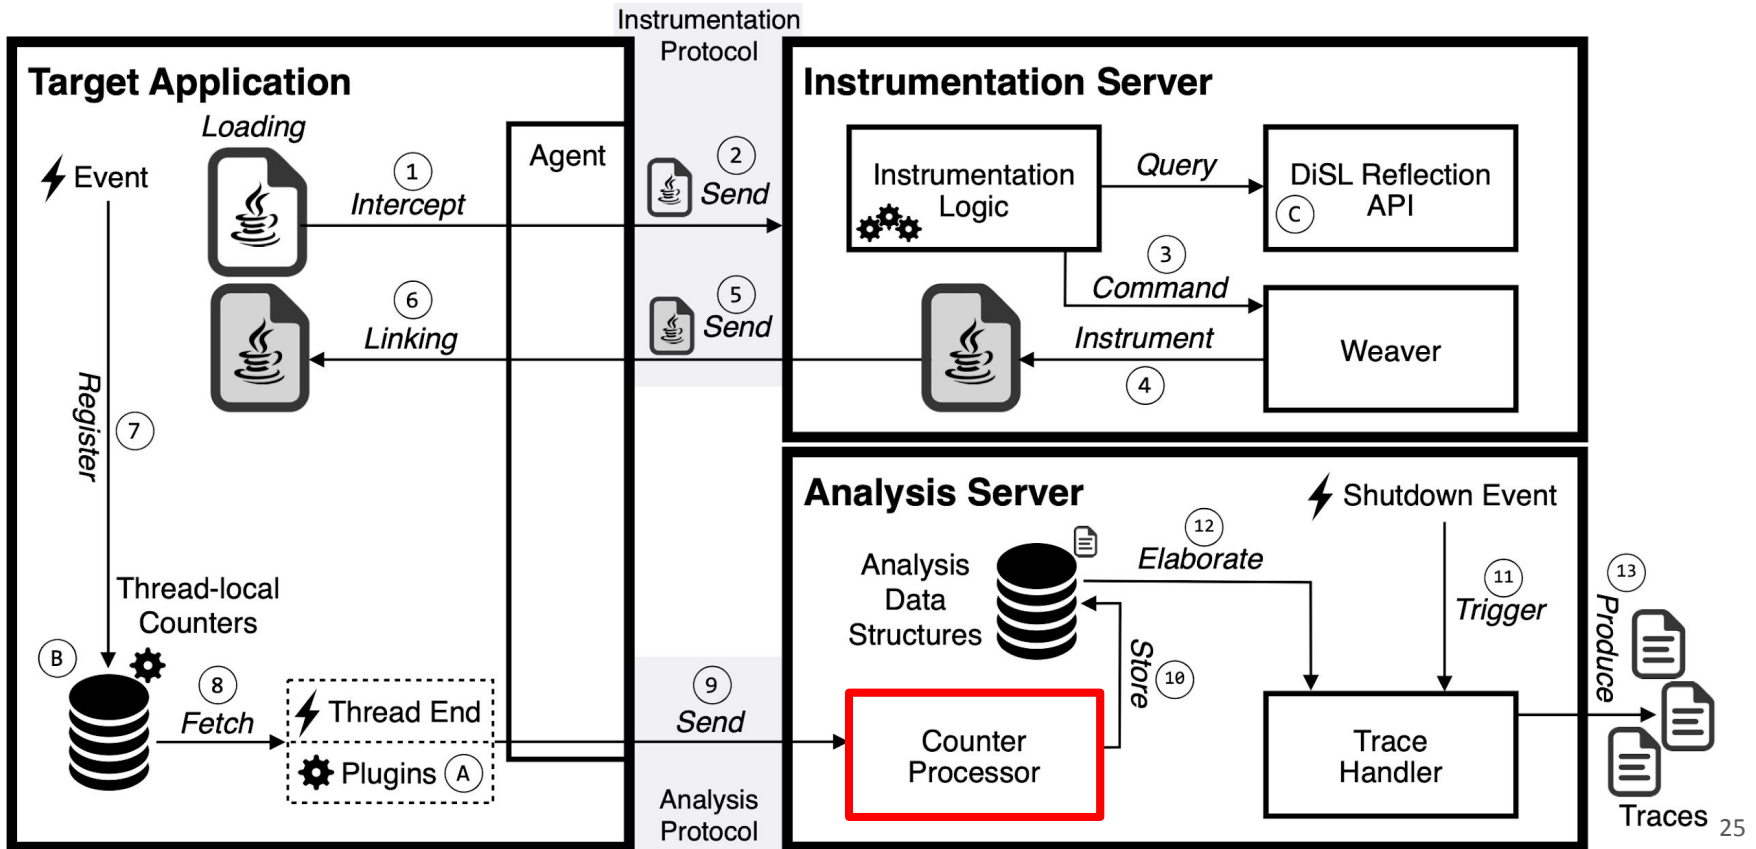 Instrumentation
Protocol
Target Application
Loading
Event
1
Intercept
Agent
2
Send
6
Linking
5
Send
Register
7
Thread-local
Counters
B
8
Fetch
Thread End
Plugins A
9
Send
Analysis
Protocol
Instrumentation Server
Instrumentation
Logic
Query
DiSL Reflection
API
C
3
Command
Instrument
4
Weaver
Analysis Server
Shutdown Event
12
Elaborate
Analysis
Data
Structures
11
Trigger
13
Produce
Store
10
Counter
Processor
Trace
Handler
Traces
25